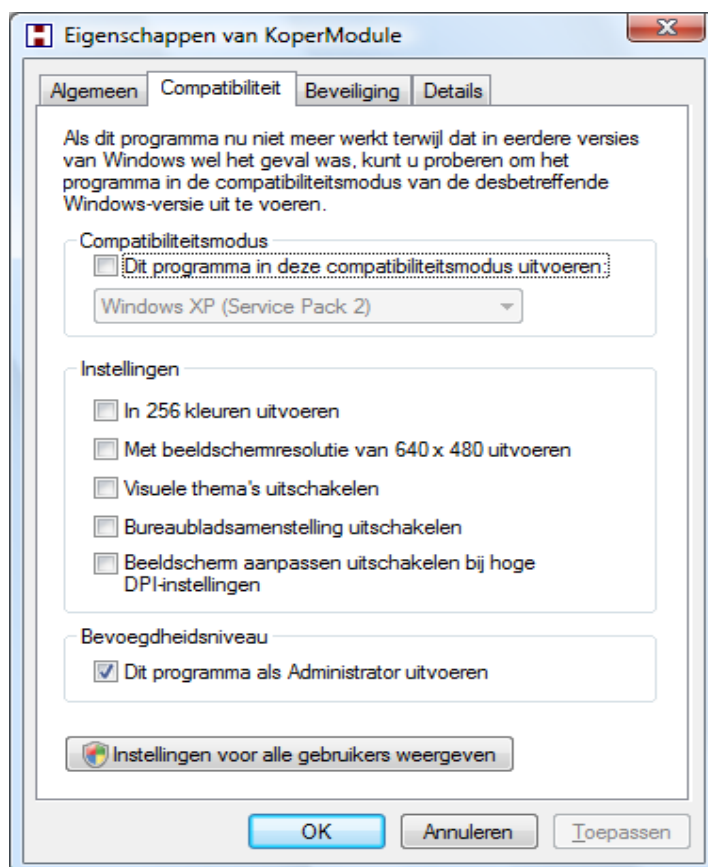 Eigenschappen van KoperModule
Algemeen Compatibiliteit Beveiliging Details
Als dit programma nu niet meer werkt terwijl dat in eerdere versies
van Windows wel het geval was, kunt u proberen om het
programma in de compatibiliteitsmodus van de desbetreffende
Windows-versie uit te voeren.
Compatibiliteitsmodus
Dit programma in deze compatibiliteitsmodus uitvoeren:
Windows XP (Service Pack 2)
Instellingen
In 256 kleuren uitvoeren
Met beeldschermresolutie van 640 x 480 uitvoeren
Visuele thema's uitschakelen
Bureaubladsamenstelling uitschakelen
Beeldscherm aanpassen uitschakelen bij hoge
DPI-instellingen
Bevoegdheidsniveau
Dit programma als Administrator uitvoeren
Instellingen voor alle gebruikers weergeven
OK Annuleren Toepassen